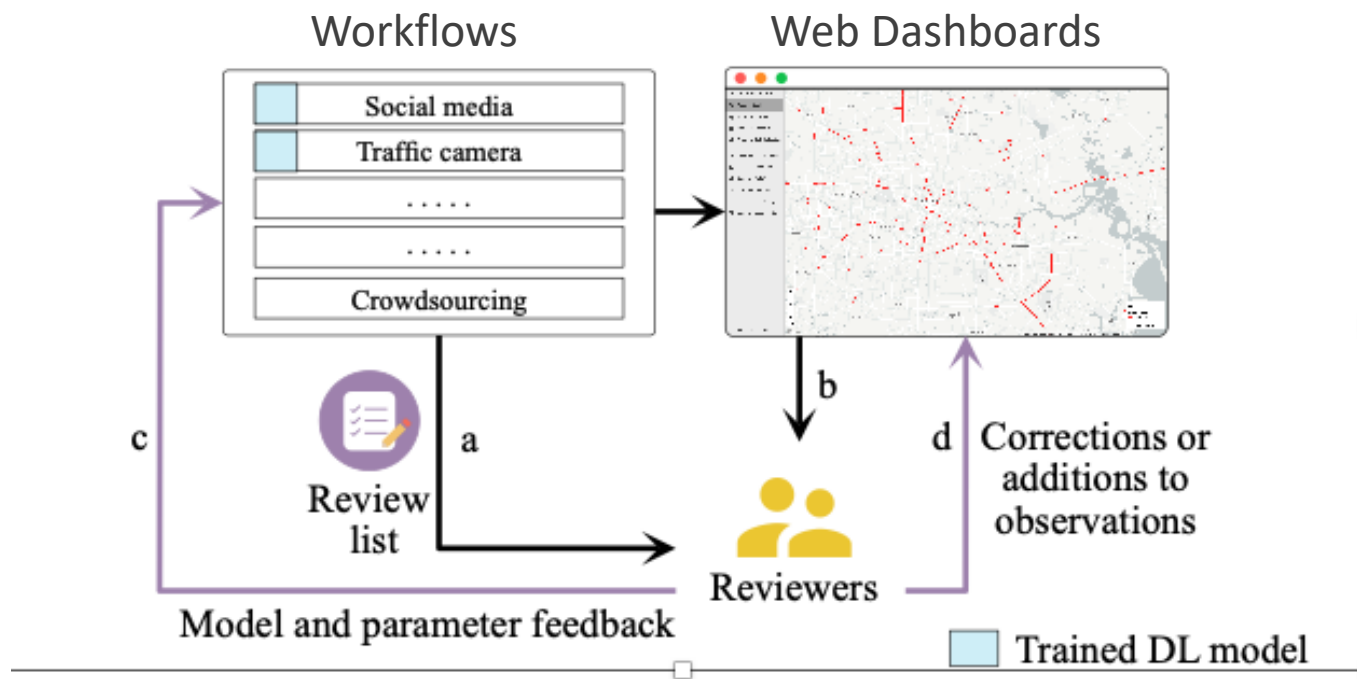 Workflows
Web Dashboards
Social media
Traffic camera
. . . . .
. . . . .
Crowdsourcing
b
c
a
d
Corrections or
additions to
observations
Review
list
Reviewers
Model and parameter feedback
Trained DL model